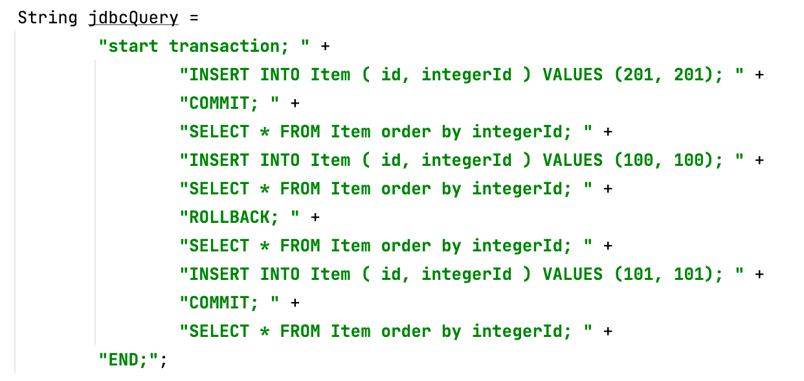 String jdbcQuery =
"start transaction; " +
"INSERT INTO Item ( id, integerId ) VALUES (201, 201); " +
"COMMIT; " +
"SELECT * FROM Item order by integerId; " +
"INSERT INTO Item ( id, integerId ) VALUES (100, 100); " +
"SELECT * FROM Item order by integerId; " +
"ROLLBACK; " +
"SELECT * FROM Item order by integerId; " +
"INSERT INTO Item ( id, integerId ) VALUES (101, 101); " +
"COMMIT; " +
"SELECT * FROM Item order by integerId; " +
"END;";